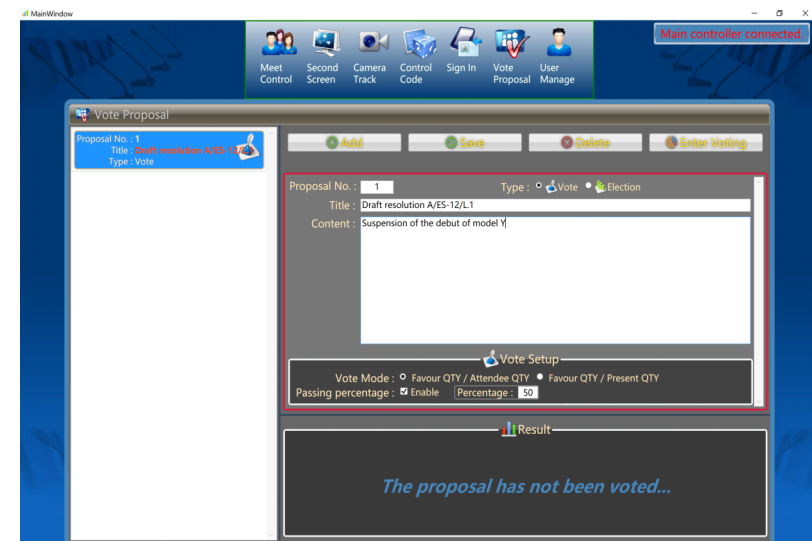 MainWindow
Main controller connected.
Meet Control
Second Screen
Camera Track
Control Code
Sign In
Vote Proposal
User Manage
Vote Proposal
Proposal No. : 1
Title : Draft resolution A/ES-12/
Type : Vote
Add
Save
Delete
Enter Voting
Proposal No. : 1
Type : Vote Election
Title : Draft resolution A/ES-12/L.1
Content : Suspension of the debut of model Y
Vote Setup
Vote Mode : Favour QTY / Attendee QTY Favour QTY / Present QTY
Passing percentage : Enable Percentage : 50
Result
The proposal has not been voted...